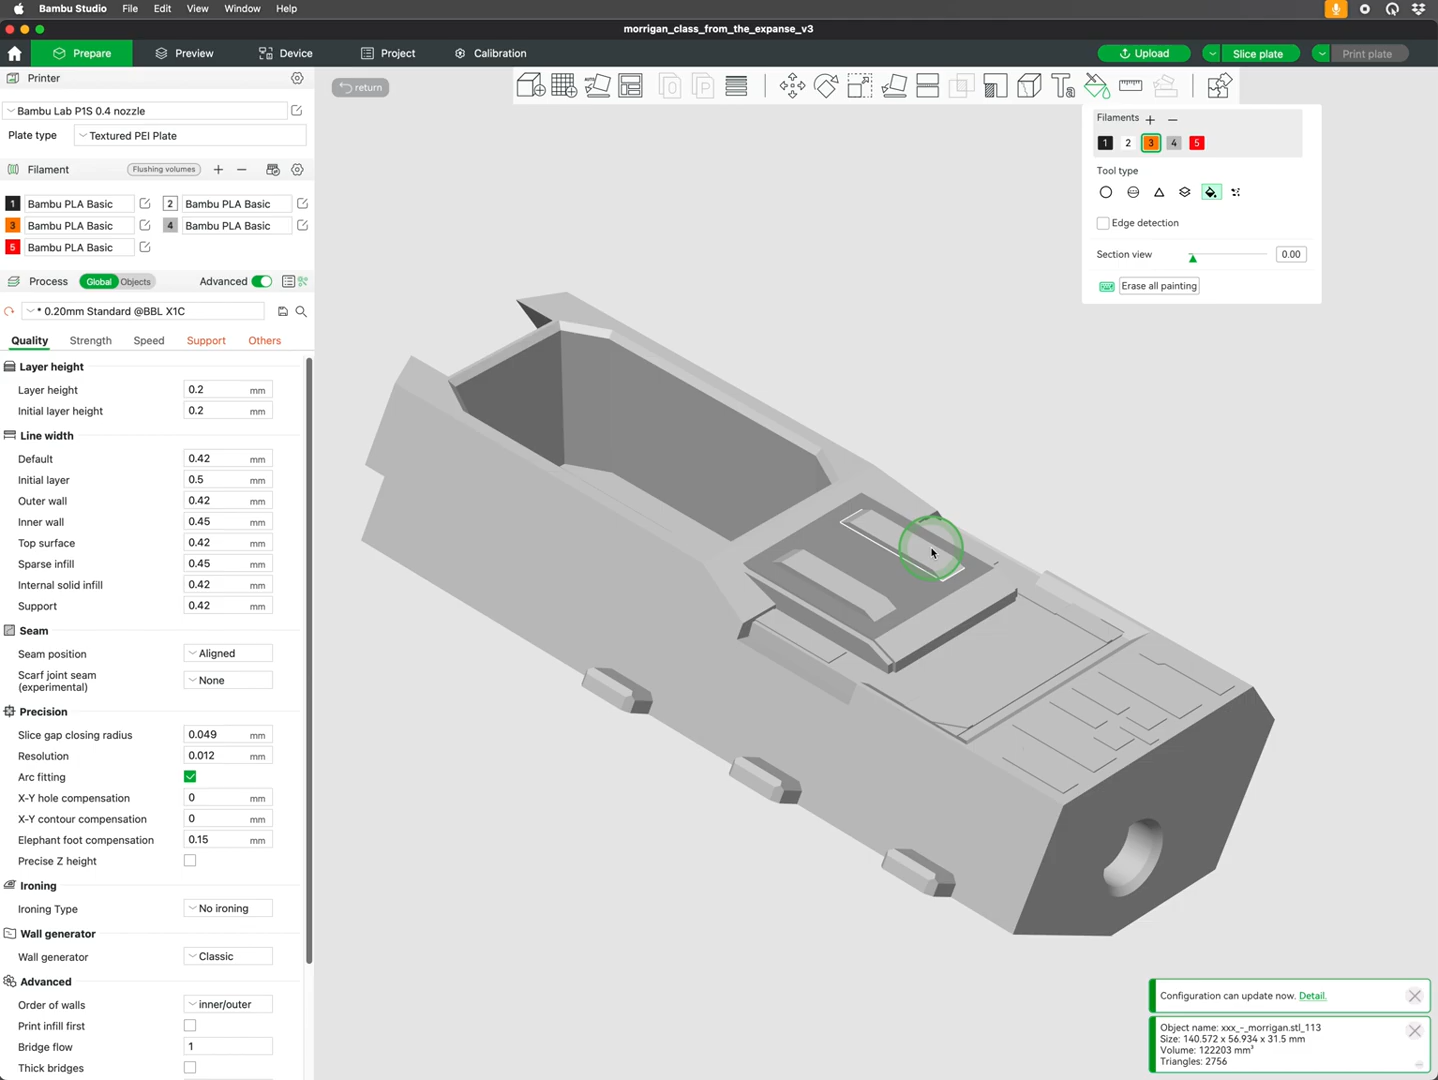 Bambu Studio File Edit View Window Help
morrigan_class_from_the_expanse_v3
Prepare Preview Device Project Calibration Upload Slice plate Print plate
Printer
return
Bambu Lab P1S 0.4 nozzle
Plate type Textured PEI Plate
Filament Flushing volumes
1 Bambu PLA Basic 2 Bambu PLA Basic
3 Bambu PLA Basic 4 Bambu PLA Basic
5 Bambu PLA Basic
Process Global Objects Advanced
* 0.20mm Standard @BBL X1C
Quality Strength Speed Support Others
Layer height
Layer height 0.2 mm
Initial layer height 0.2 mm
Line width
Default 0.42 mm
Initial layer 0.5 mm
Outer wall 0.42 mm
Inner wall 0.45 mm
Top surface 0.42 mm
Sparse infill 0.45 mm
Internal solid infill 0.42 mm
Support 0.42 mm
Seam
Seam position Aligned
Scarf joint seam
(experimental) None
Precision
Slice gap closing radius 0.049 mm
Resolution 0.012 mm
Arc fitting
X-Y hole compensation 0 mm
X-Y contour compensation 0 mm
Elephant foot compensation 0.15 mm
Precise Z height
Ironing
Ironing Type No ironing
Wall generator
Wall generator Classic
Advanced
Order of walls inner/outer
Print infill first
Bridge flow 1
Thick bridges
Filaments + −
1 2 3 4 5
Tool type
Edge detection
Section view 0.00
Erase all painting
Configuration can update now. Detail.
Object name: xxx_-_morrigan.stl_113
Size: 140.572 x 56.934 x 31.5 mm
Volume: 122203 mm³
Triangles: 2756